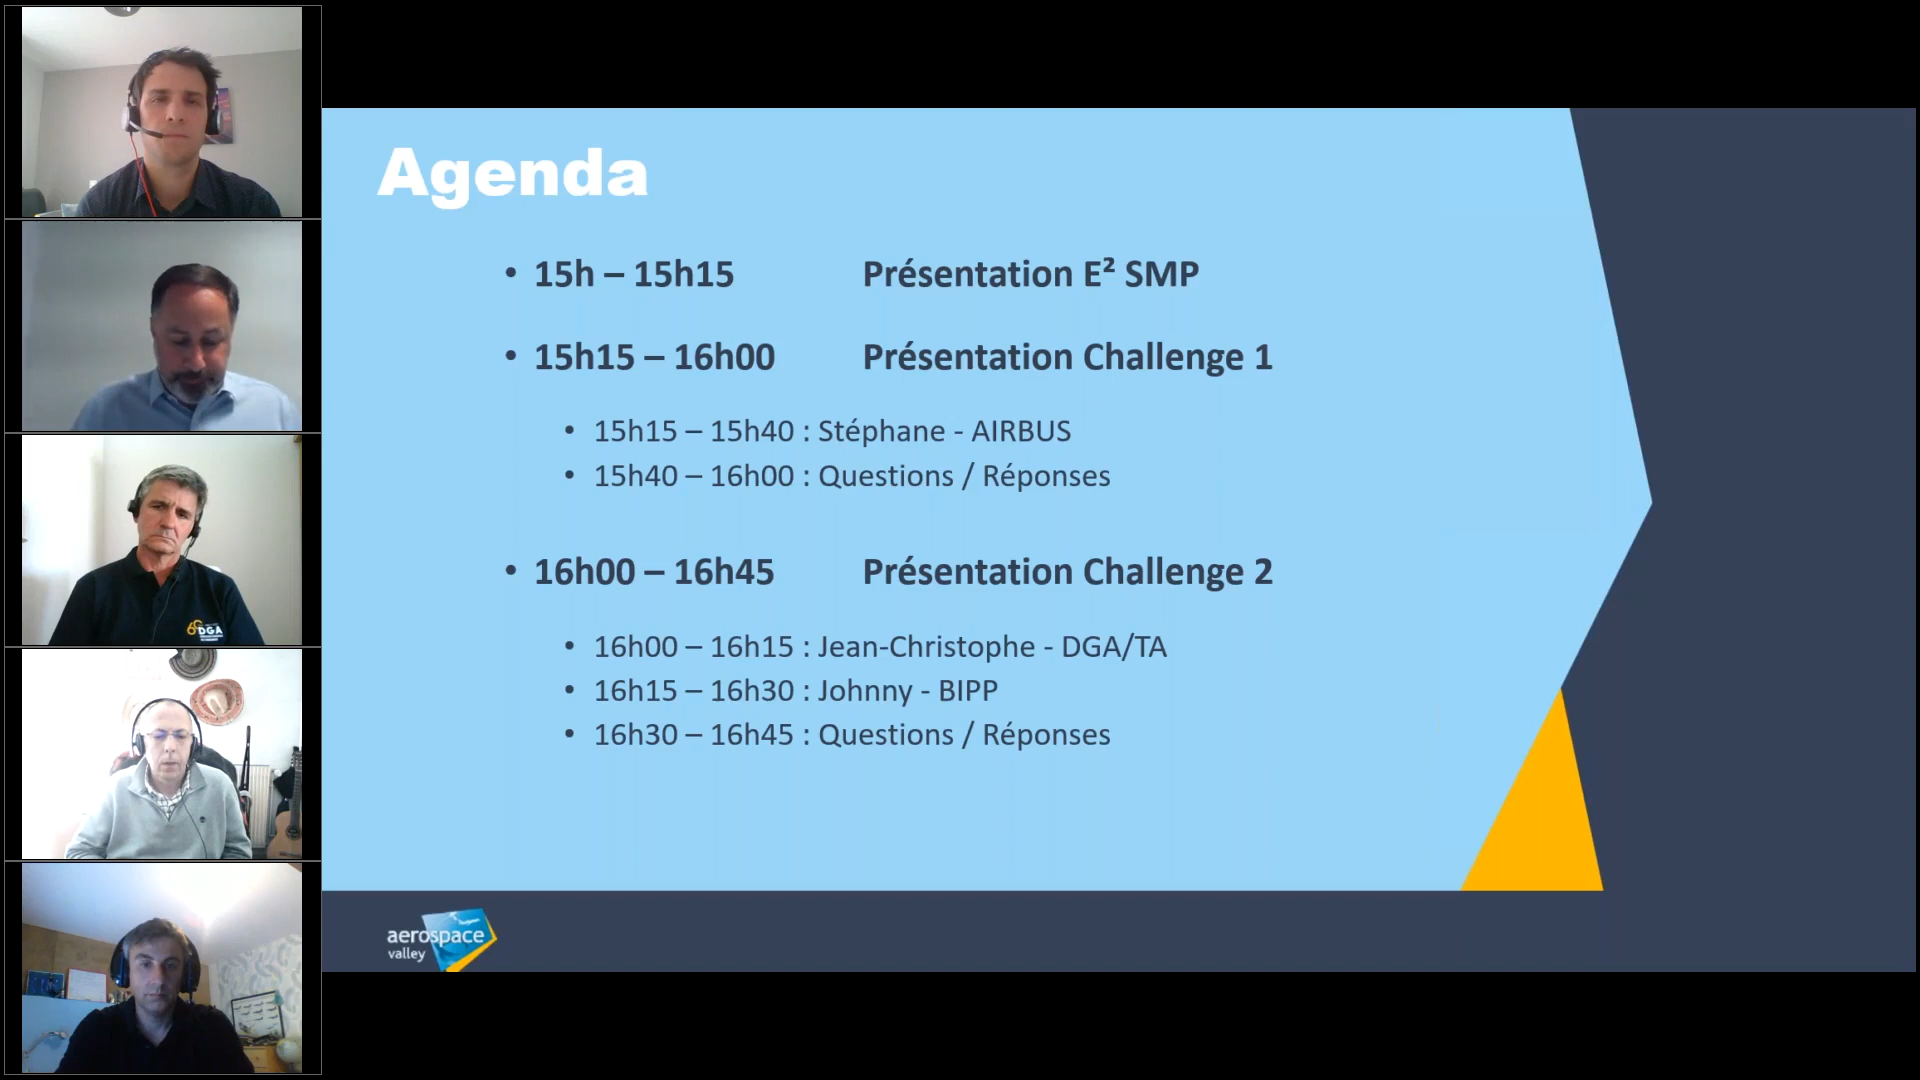 Agenda
• 15h – 15h15 Présentation E² SMP
• 15h15 – 16h00 Présentation Challenge 1
• 15h15 – 15h40 : Stéphane - AIRBUS
• 15h40 – 16h00 : Questions / Réponses
• 16h00 – 16h45 Présentation Challenge 2
• 16h00 – 16h15 : Jean-Christophe - DGA/TA
• 16h15 – 16h30 : Johnny - BIPP
• 16h30 – 16h45 : Questions / Réponses
aerospace
valley
DGA